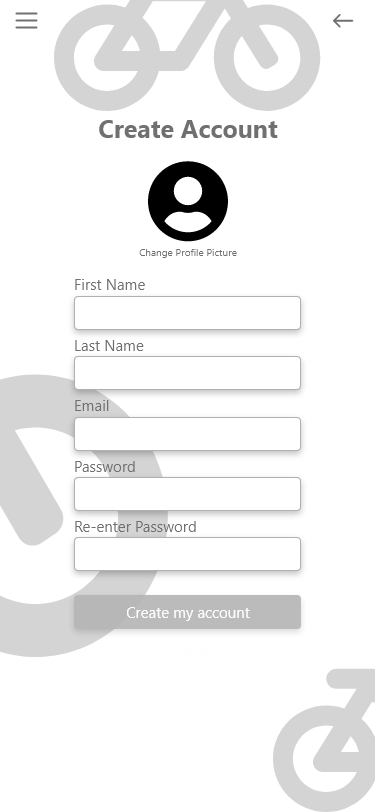 Create Account
Change Profile Picture
First Name
Last Name
Email
Password
Re-enter Password
Create my account